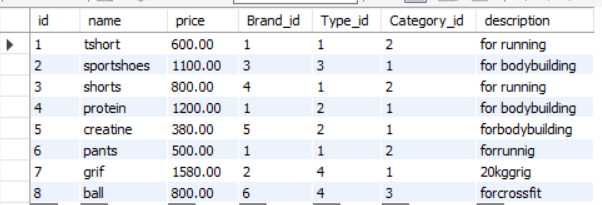 id name price Brand_id Type_id Category_id description
1 tshort 600.00 1 1 2 for running
2 sportshoes 1100.00 3 3 1 for bodybuilding
3 shorts 800.00 4 1 2 for running
4 protein 1200.00 1 2 1 for bodybuilding
5 creatine 380.00 5 2 1 forbodybuilding
6 pants 500.00 1 1 2 forrunnig
7 grif 1580.00 2 4 1 20kggrig
8 ball 800.00 6 4 3 forcrossfit